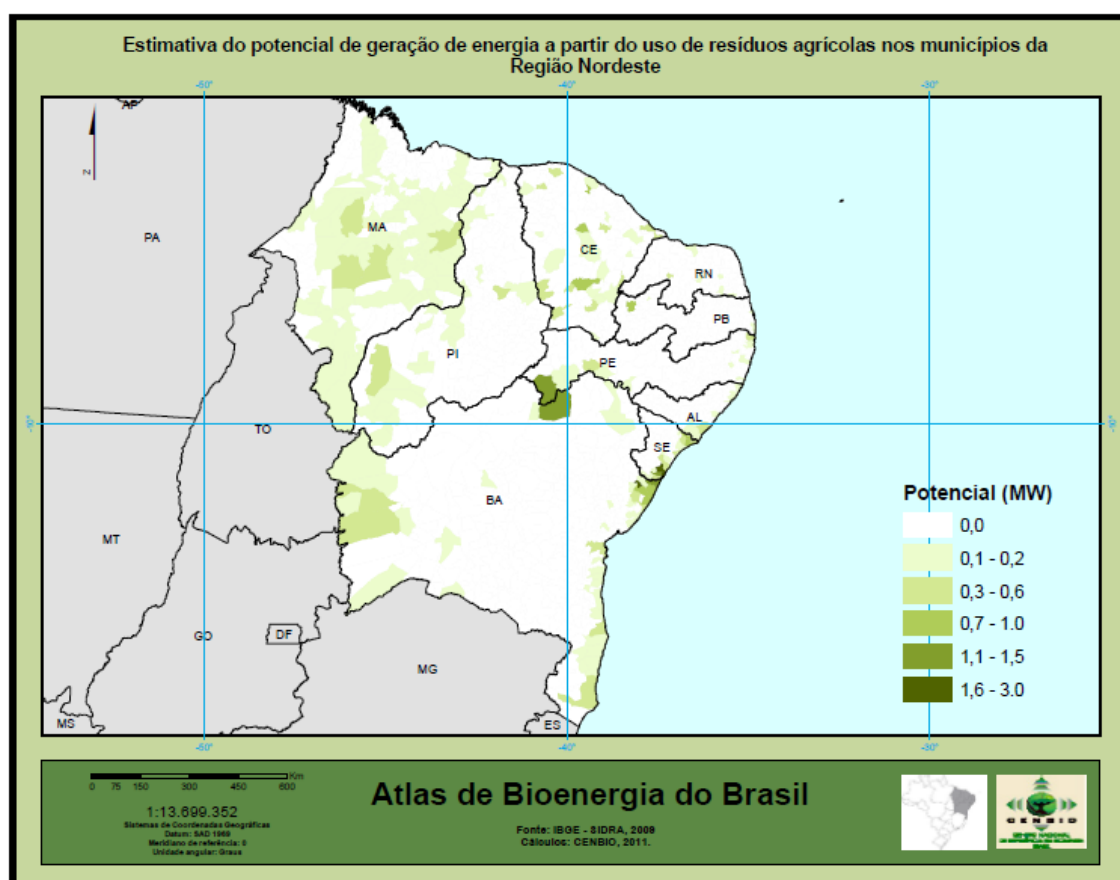 Estimativa do potencial de geração de energia a partir do uso de resíduos agrícolas nos municípios da
Região Nordeste
-50° -40° -30°
AP
N
PA
MA
CE
RN
PB
PI
PE
AL
SE
-10° -10°
TO
BA
MT
GO
DF
MG
MS
ES
Potencial (MW)
0,0
0,1 - 0,2
0,3 - 0,6
0,7 - 1.0
1,1 - 1,5
1,6 - 3.0
-50° -40° -30°
Km
0 75 150 300 450 600
1:13.699.352
Sistemas de Coordenadas Geográficas
Datum: SAD 1969
Meridiano de referência: 0
Unidade angular: Graus
Atlas de Bioenergia do Brasil
Fonte: IBGE - SIDRA, 2009
Cálculos: CENBIO, 2011.
CENBIO